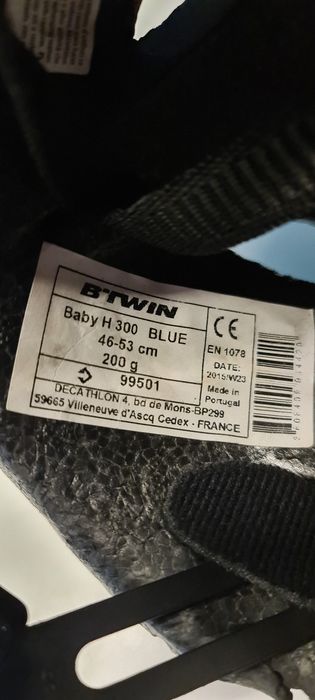 B'TWIN
Baby H 300 BLUE
46-53 cm
200 g
99501
CE
EN 1078
DATE:
2015/W23
Made in
Portugal
DECATHLON 4, bd de Mons-BP299
59665 Villeneuve d'Ascq Cedex - FRANCE